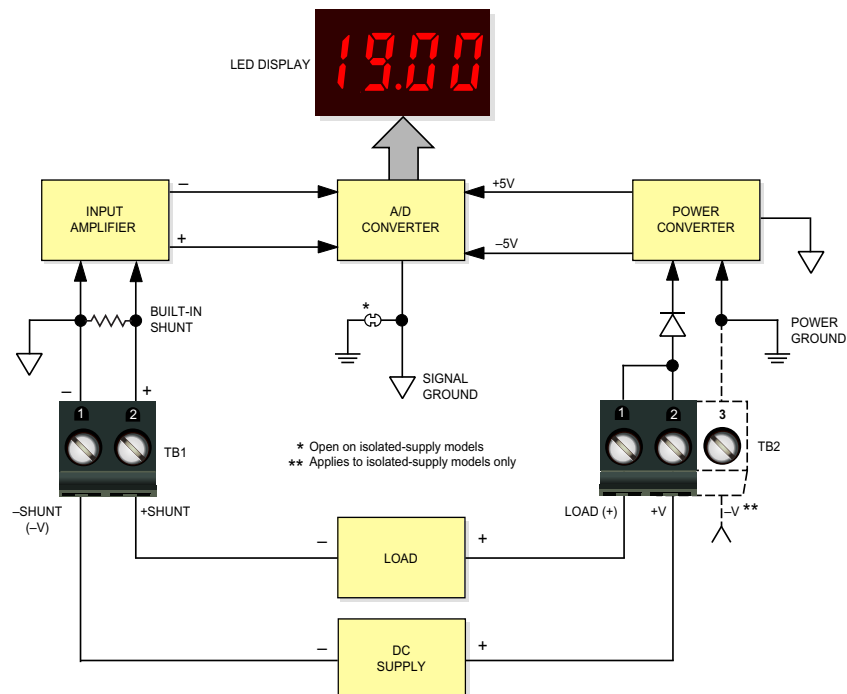 LED DISPLAY
19.00
–
+5V
INPUT
AMPLIFIER
A/D
CONVERTER
POWER
CONVERTER
+
–5V
*
BUILT-IN
SHUNT
POWER
GROUND
SIGNAL
GROUND
–
+
1
2
TB1
1
2
3
TB2
* Open on isolated-supply models
** Applies to isolated-supply models only
–SHUNT
(–V)
+SHUNT
LOAD (+)
+V
–V **
–
LOAD
+
–
DC
SUPPLY
+